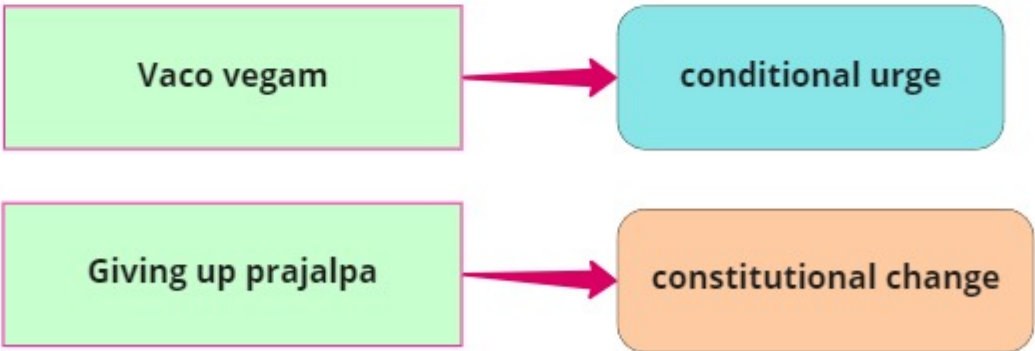 Vaco vegam
conditional urge
Giving up prajalpa
constitutional change